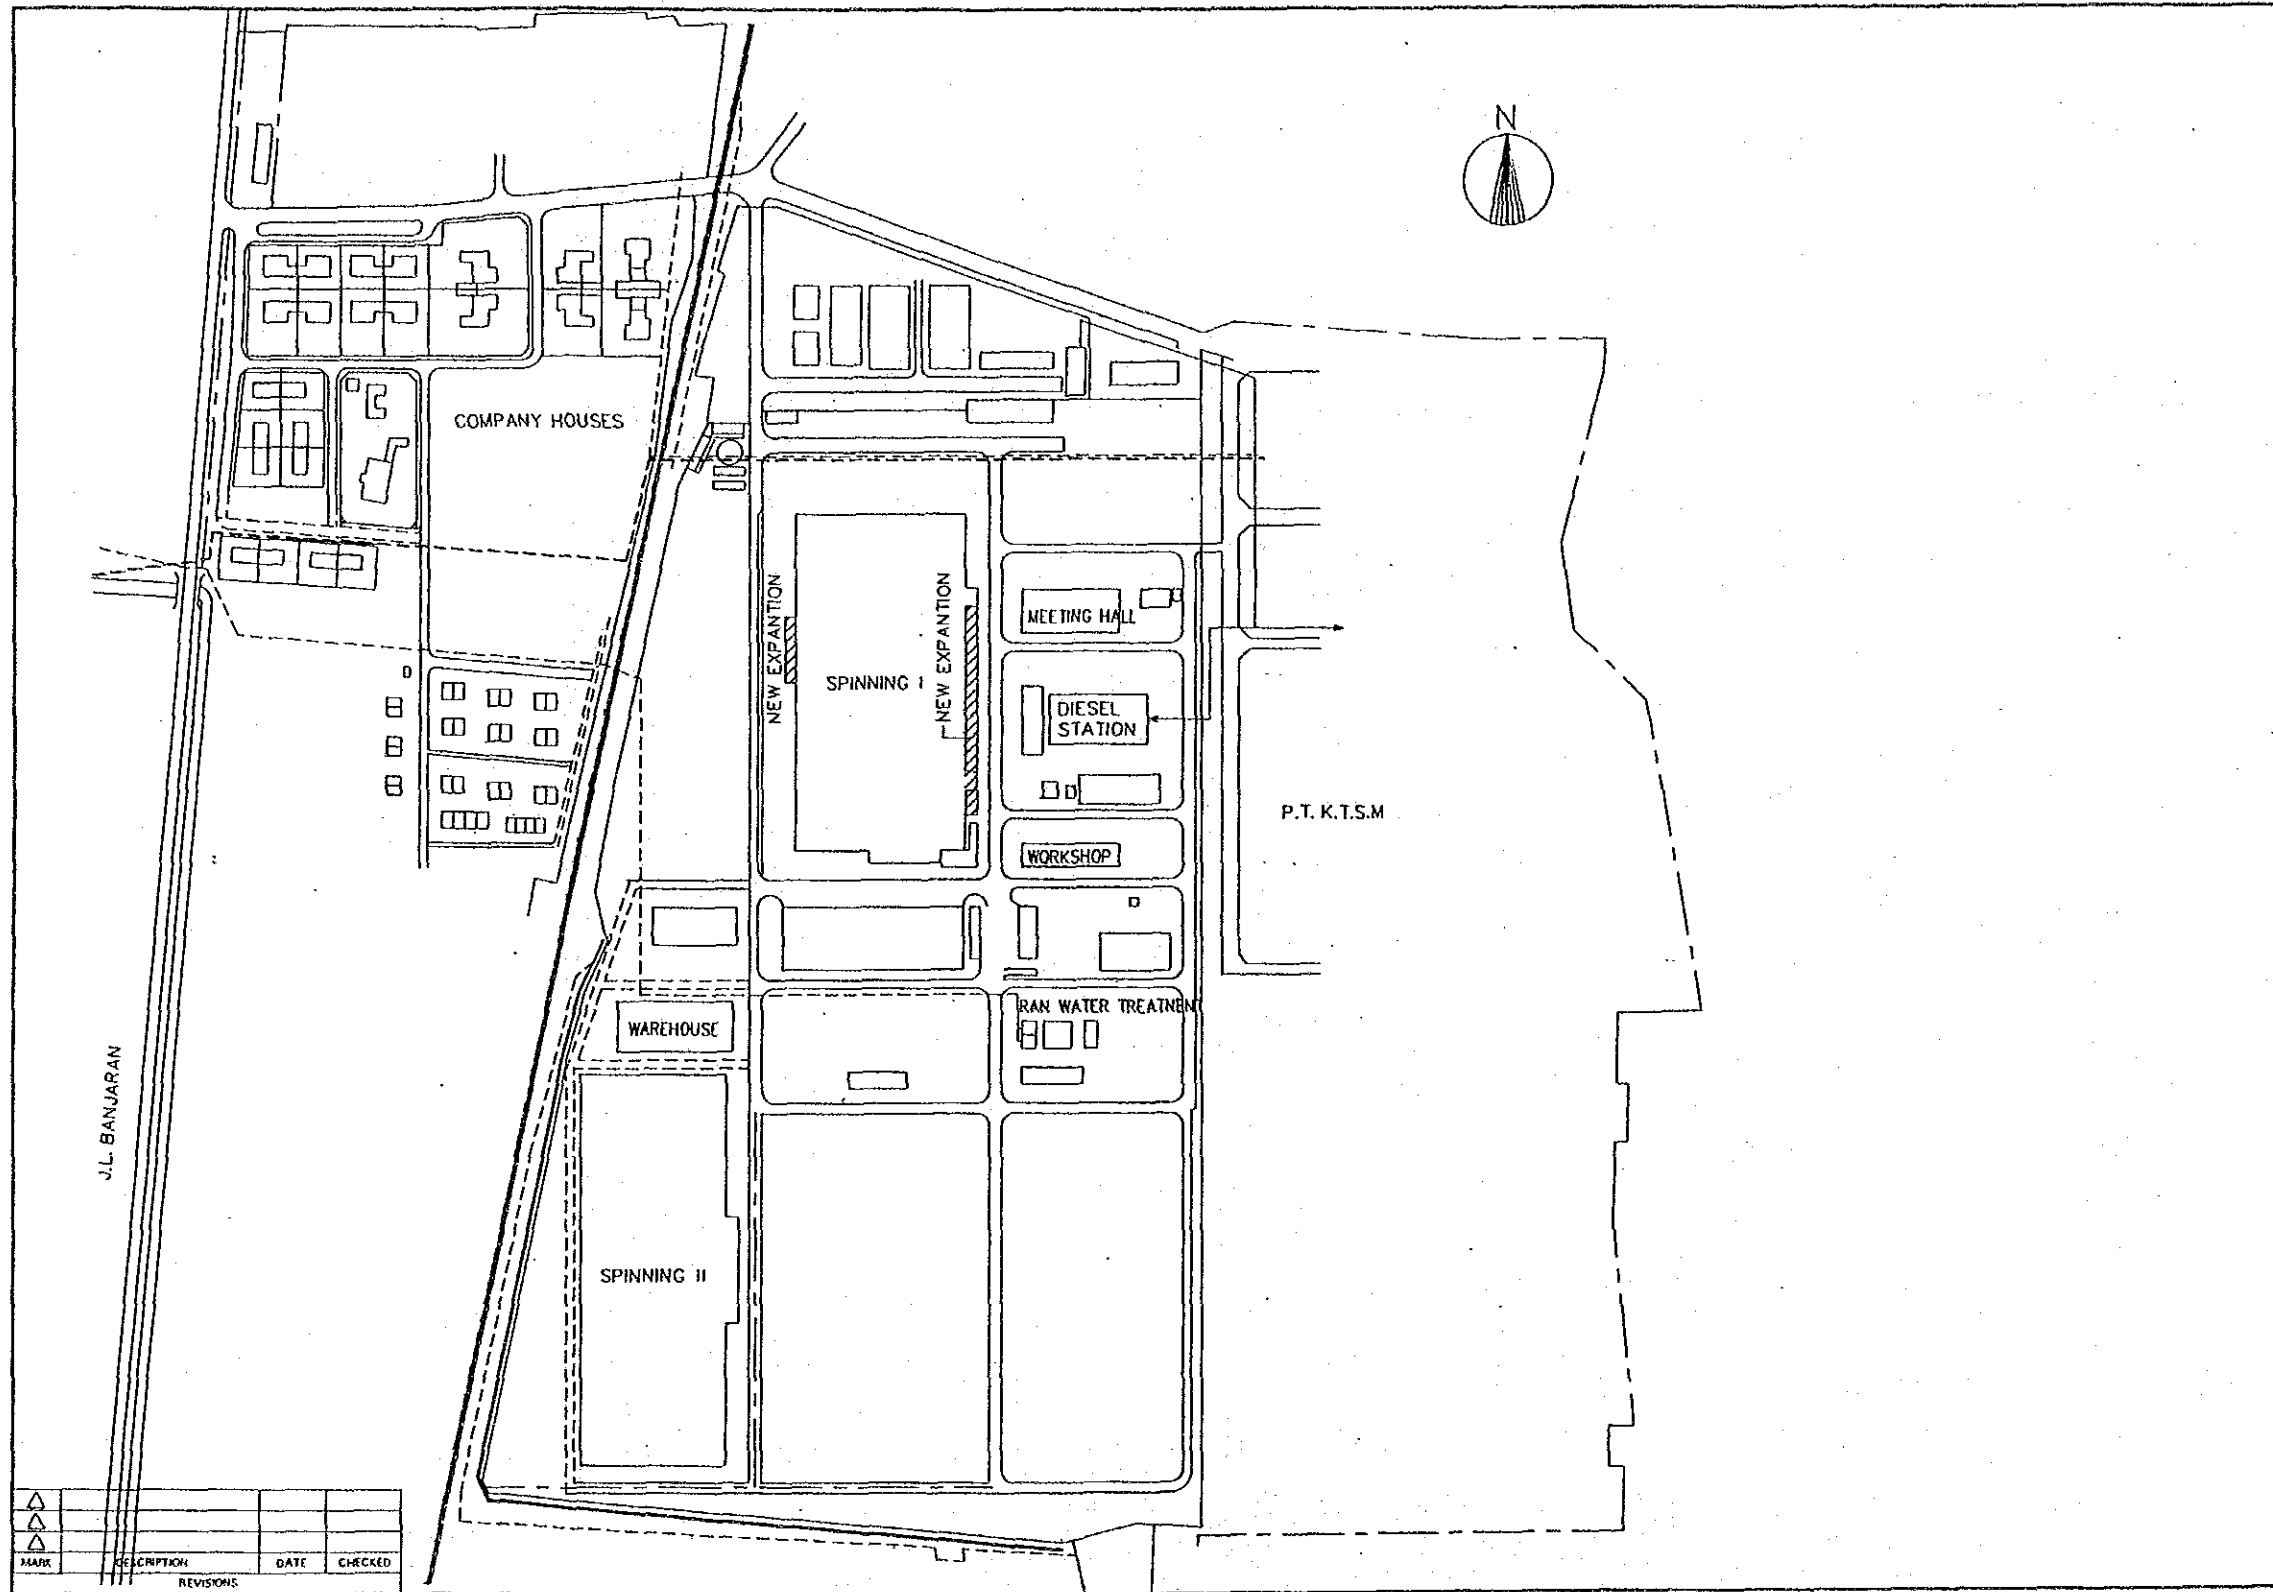 N
COMPANY HOUSES
NEW EXPANTION
SPINNING I
NEW EXPANTION
MEETING HALL
DIESEL
STATION
P.T. K.T.S.M
WORKSHOP
RAN WATER TREATNEN
WAREHOUSE
J.L. BANJARAN
SPINNING II
MARK DESCRIPTION DATE CHECKED
REVISIONS